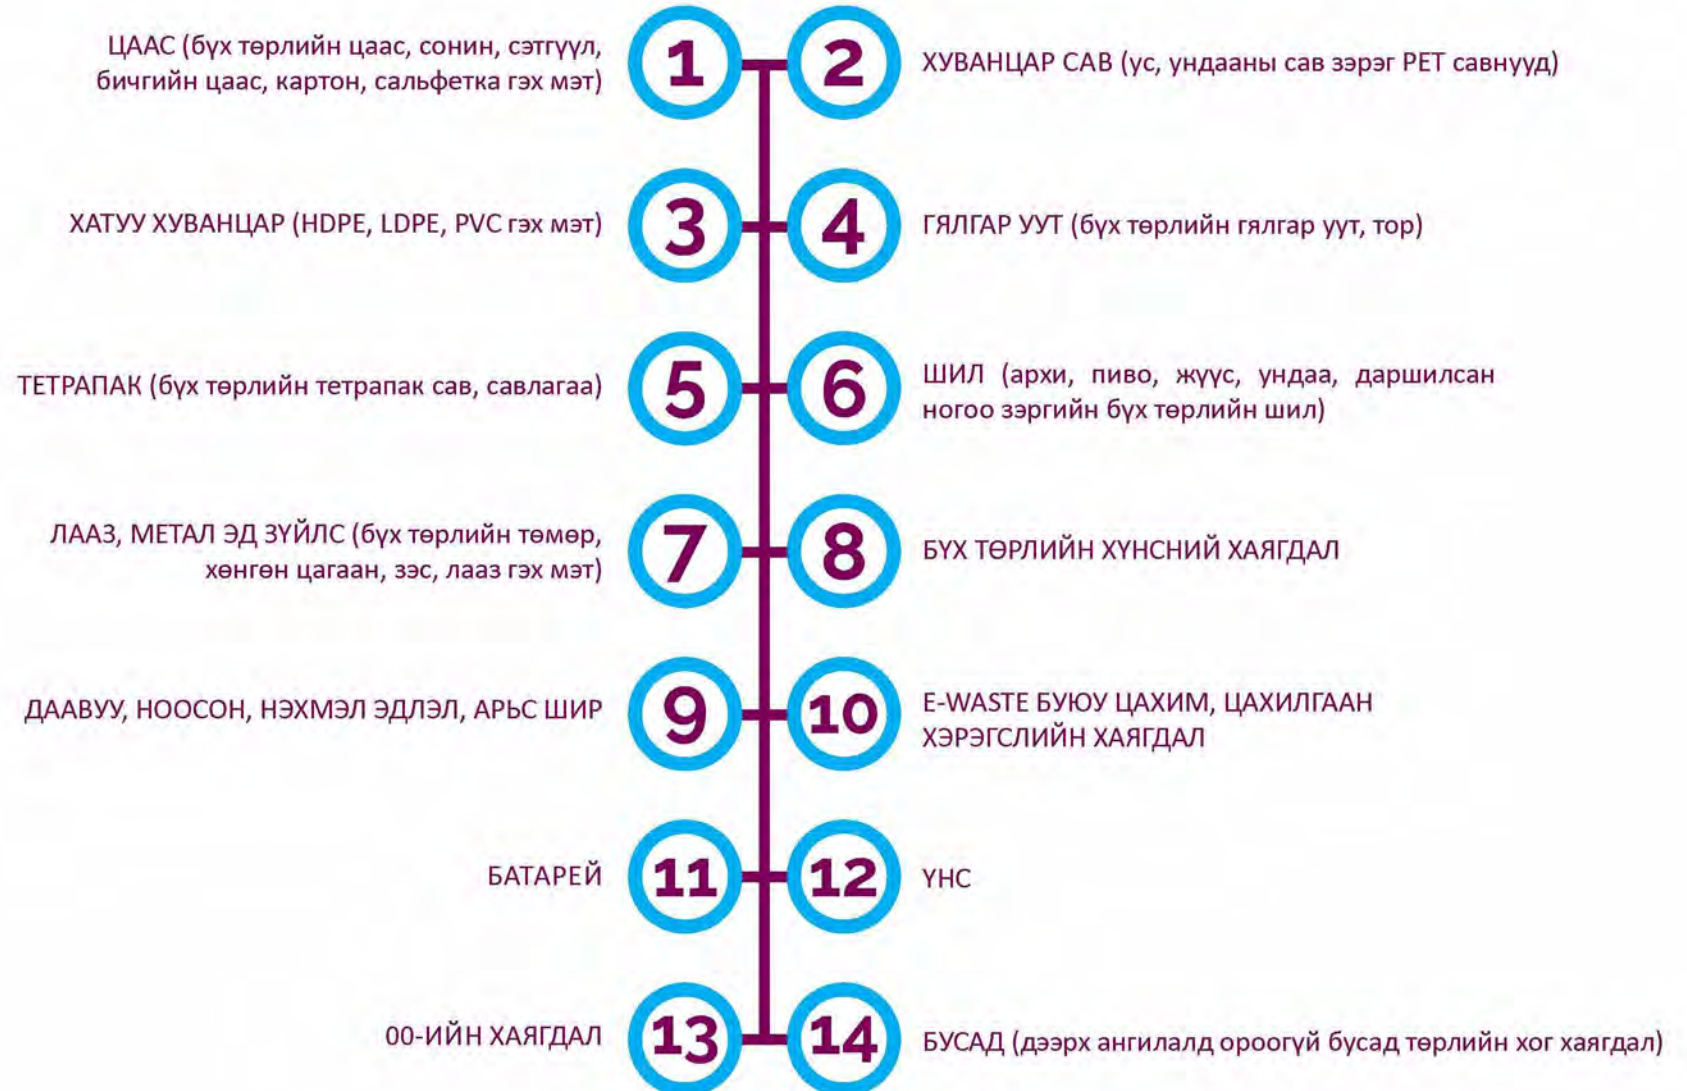 ЦААС (бүх төрлийн цаас, сонин, сэтгүүл,
бичгийн цаас, картон, сальфетка гэх мэт)
1
2
ХУВАНЦАР САВ (ус, ундааны сав зэрэг PET савнууд)
ХАТУУ ХУВАНЦАР (HDPE, LDPE, PVC гэх мэт)
3
4
ГЯЛГАР УУТ (бүх төрлийн гялгар уут, тор)
ТЕТРАПАК (бүх төрлийн тетрапак сав, савлагаа)
5
6
ШИЛ (архи, пиво, жүүс, ундаа, даршилсан
ногоо зэргийн бүх төрлийн шил)
ЛААЗ, МЕТАЛ ЭД ЗҮЙЛС (бүх төрлийн төмөр,
хөнгөн цагаан, зэс, лааз гэх мэт)
7
8
БҮХ ТӨРЛИЙН ХҮНСНИЙ ХАЯГДАЛ
ДААВУУ, НООСОН, НЭХМЭЛ ЭДЛЭЛ, АРЬС ШИР
9
10
E-WASTE БУЮУ ЦАХИМ, ЦАХИЛГААН
ХЭРЭГСЛИЙН ХАЯГДАЛ
БАТАРЕЙ
11
12
ҮНС
00-ИЙН ХАЯГДАЛ
13
14
БУСАД (дээрх ангилалд ороогүй бусад төрлийн хог хаягдал)